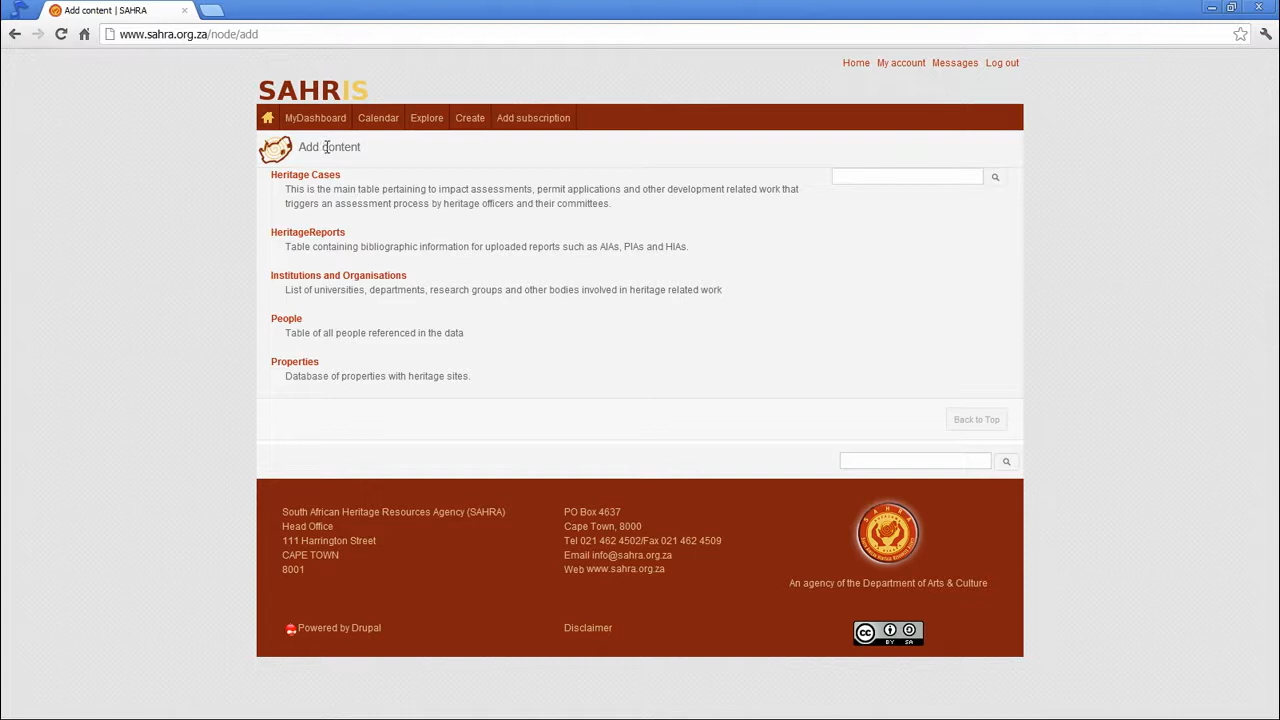 Add content | SAHRA
www.sahra.org.za/node/add
Home My account Messages Log out
SAHRIS
MyDashboard Calendar Explore Create Add subscription
Add content
Heritage Cases
This is the main table pertaining to impact assessments, permit applications and other development related work that
triggers an assessment process by heritage officers and their committees.
HeritageReports
Table containing bibliographic information for uploaded reports such as AIAs, PIAs and HIAs.
Institutions and Organisations
List of universities, departments, research groups and other bodies involved in heritage related work
People
Table of all people referenced in the data
Properties
Database of properties with heritage sites.
Back to Top
South African Heritage Resources Agency (SAHRA)
Head Office
111 Harrington Street
CAPE TOWN
8001
PO Box 4637
Cape Town, 8000
Tel 021 462 4502/Fax 021 462 4509
Email info@sahra.org.za
Web www.sahra.org.za
SAHRA
An agency of the Department of Arts & Culture
Powered by Drupal
Disclaimer
cc
BY SA